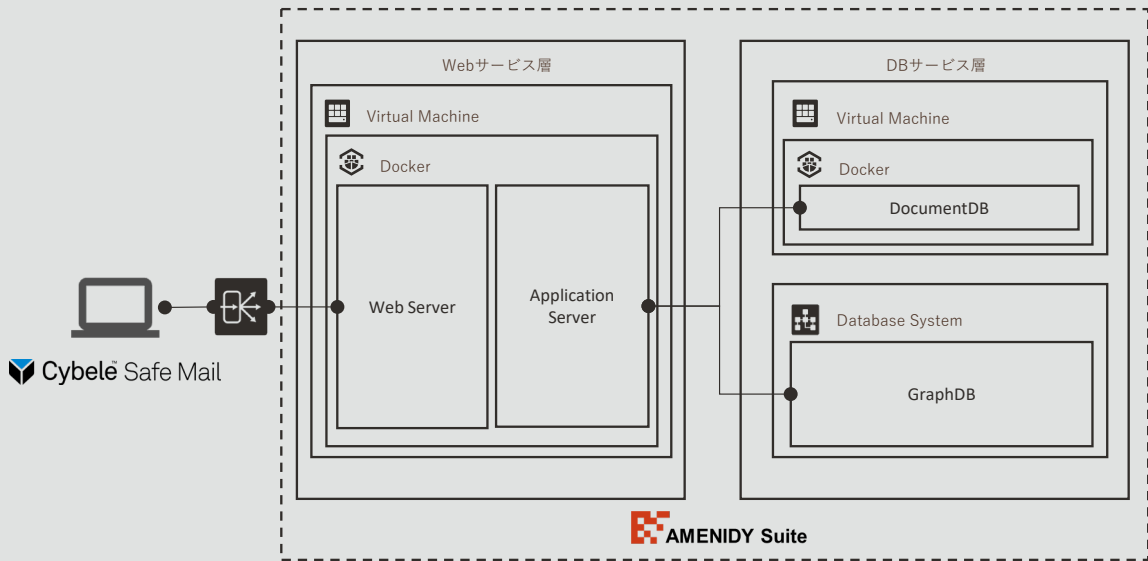 Webサービス層
Virtual Machine
Docker
Web Server
Application
Server
DBサービス層
Virtual Machine
Docker
DocumentDB
Database System
GraphDB
Cybele™ Safe Mail
AMENIDY Suite